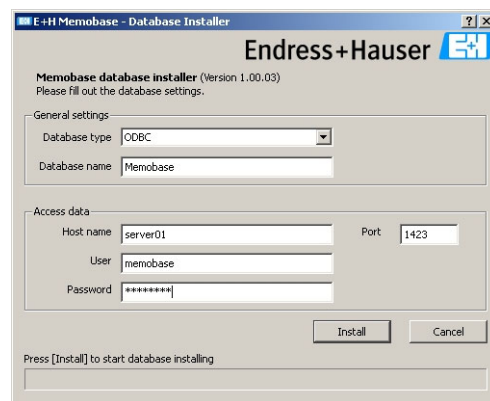 E+H Memobase - Database Installer
Endress+Hauser EH
Memobase database installer (Version 1.00.03)
Please fill out the database settings.
General settings
Database type ODBC
Database name Memobase
Access data
Host name server01 Port 1423
User memobase
Password ********
Install Cancel
Press [Install] to start database installing